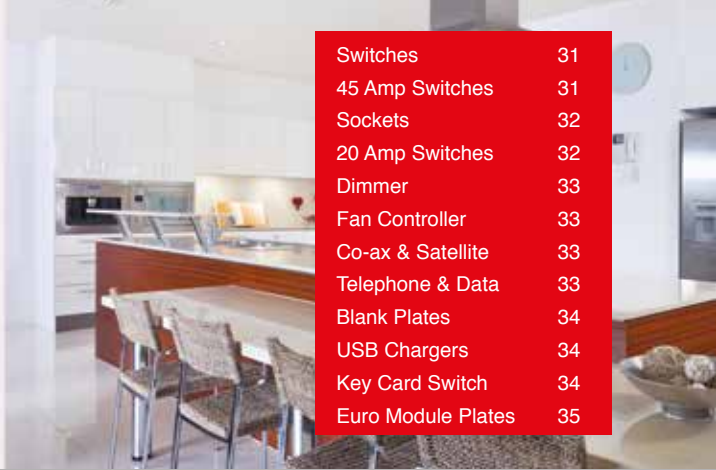 Switches 31
45 Amp Switches 31
Sockets 32
20 Amp Switches 32
Dimmer 33
Fan Controller 33
Co-ax & Satellite 33
Telephone & Data 33
Blank Plates 34
USB Chargers 34
Key Card Switch 34
Euro Module Plates 35